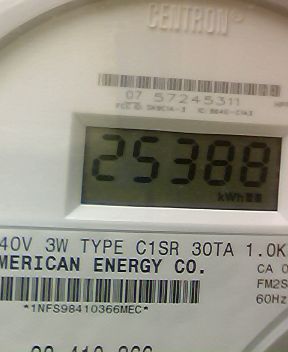 CENTRON
07 57245311
25388
kWh
40V 3W TYPE C1SR 30TA 1.0K
MERICAN ENERGY CO.
CA 0
FM2S
60Hz
*1NFS98410366MEC*